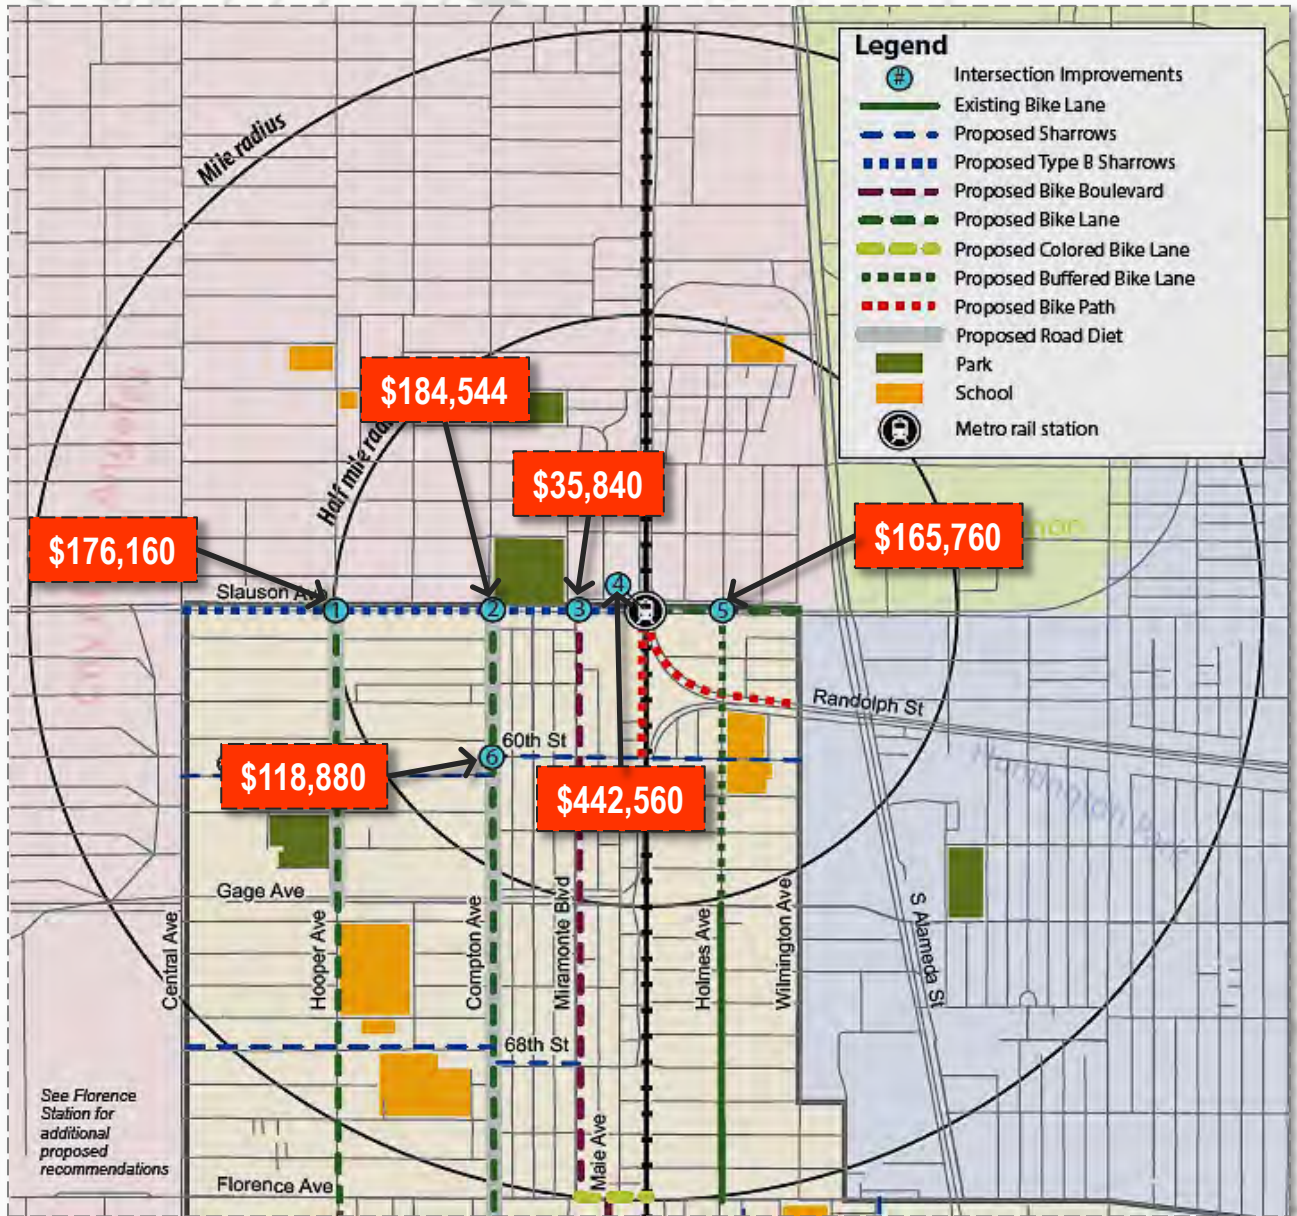 Legend
# Intersection Improvements
Existing Bike Lane
Proposed Sharrows
Proposed Type B Sharrows
Proposed Bike Boulevard
Proposed Bike Lane
Proposed Colored Bike Lane
Proposed Buffered Bike Lane
Proposed Bike Path
Proposed Road Diet
Park
School
Metro rail station
Mile radius
$184,544
Half mile
$35,840
$176,160
$165,760
Slauson
1
2
3
4
5
Randolph St
60th St
6
$118,880
$442,560
Huntington Park
Gage Ave
Central Ave
Hooper Ave
Compton Ave
Miramonte Blvd
Holmes Ave
Wilmington Ave
S Alameda St
68th St
See Florence
Station for
additional
proposed
recommendations
Maie Ave
Florence Ave